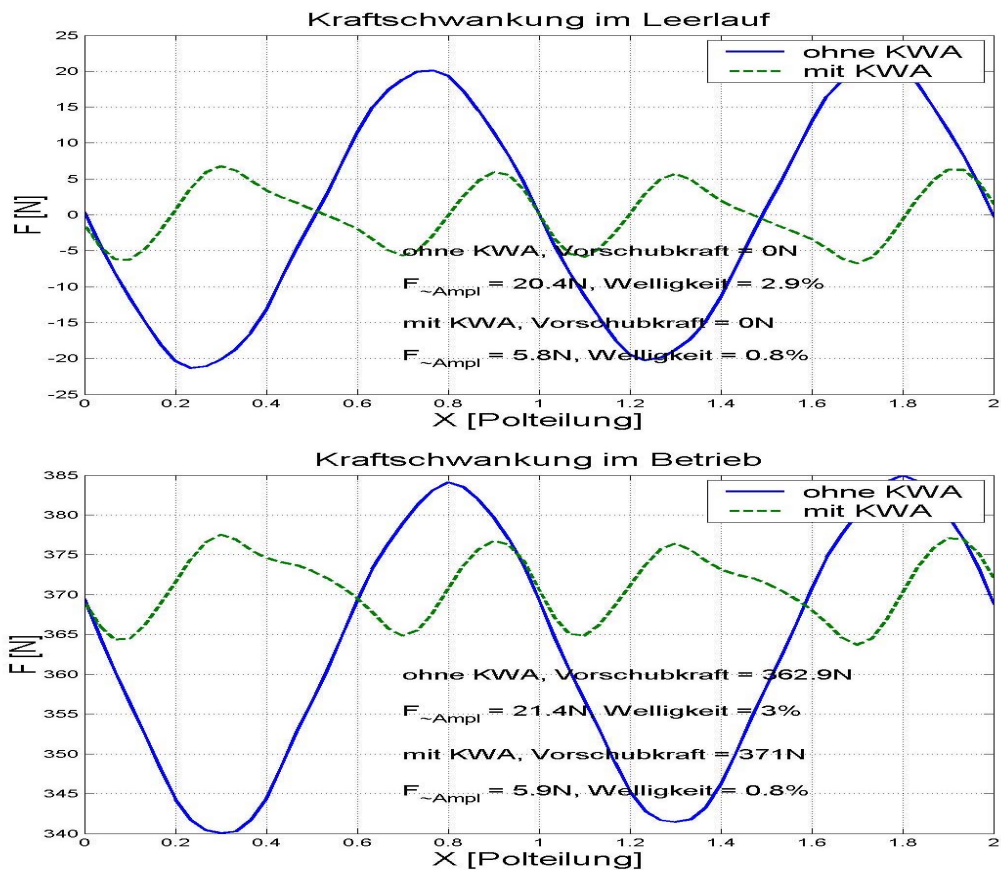 Kraftschwankung im Leerlauf
25
20
15
10
5
0
-5
-10
-15
-20
-25
F [N]
ohne KWA
mit KWA
ohne KWA, Vorschubkraft = 0N
F~Ampl = 20.4N, Welligkeit = 2.9%
mit KWA, Vorschubkraft = 0N
F~Ampl = 5.8N, Welligkeit = 0.8%
0 0.2 0.4 0.6 0.8 1 1.2 1.4 1.6 1.8 2
X [Polteilung]
Kraftschwankung im Betrieb
385
380
375
370
365
360
355
350
345
340
F [N]
ohne KWA
mit KWA
ohne KWA, Vorschubkraft = 362.9N
F~Ampl = 21.4N, Welligkeit = 3%
mit KWA, Vorschubkraft = 371N
F~Ampl = 5.9N, Welligkeit = 0.8%
0 0.2 0.4 0.6 0.8 1 1.2 1.4 1.6 1.8 2
X [Polteilung]